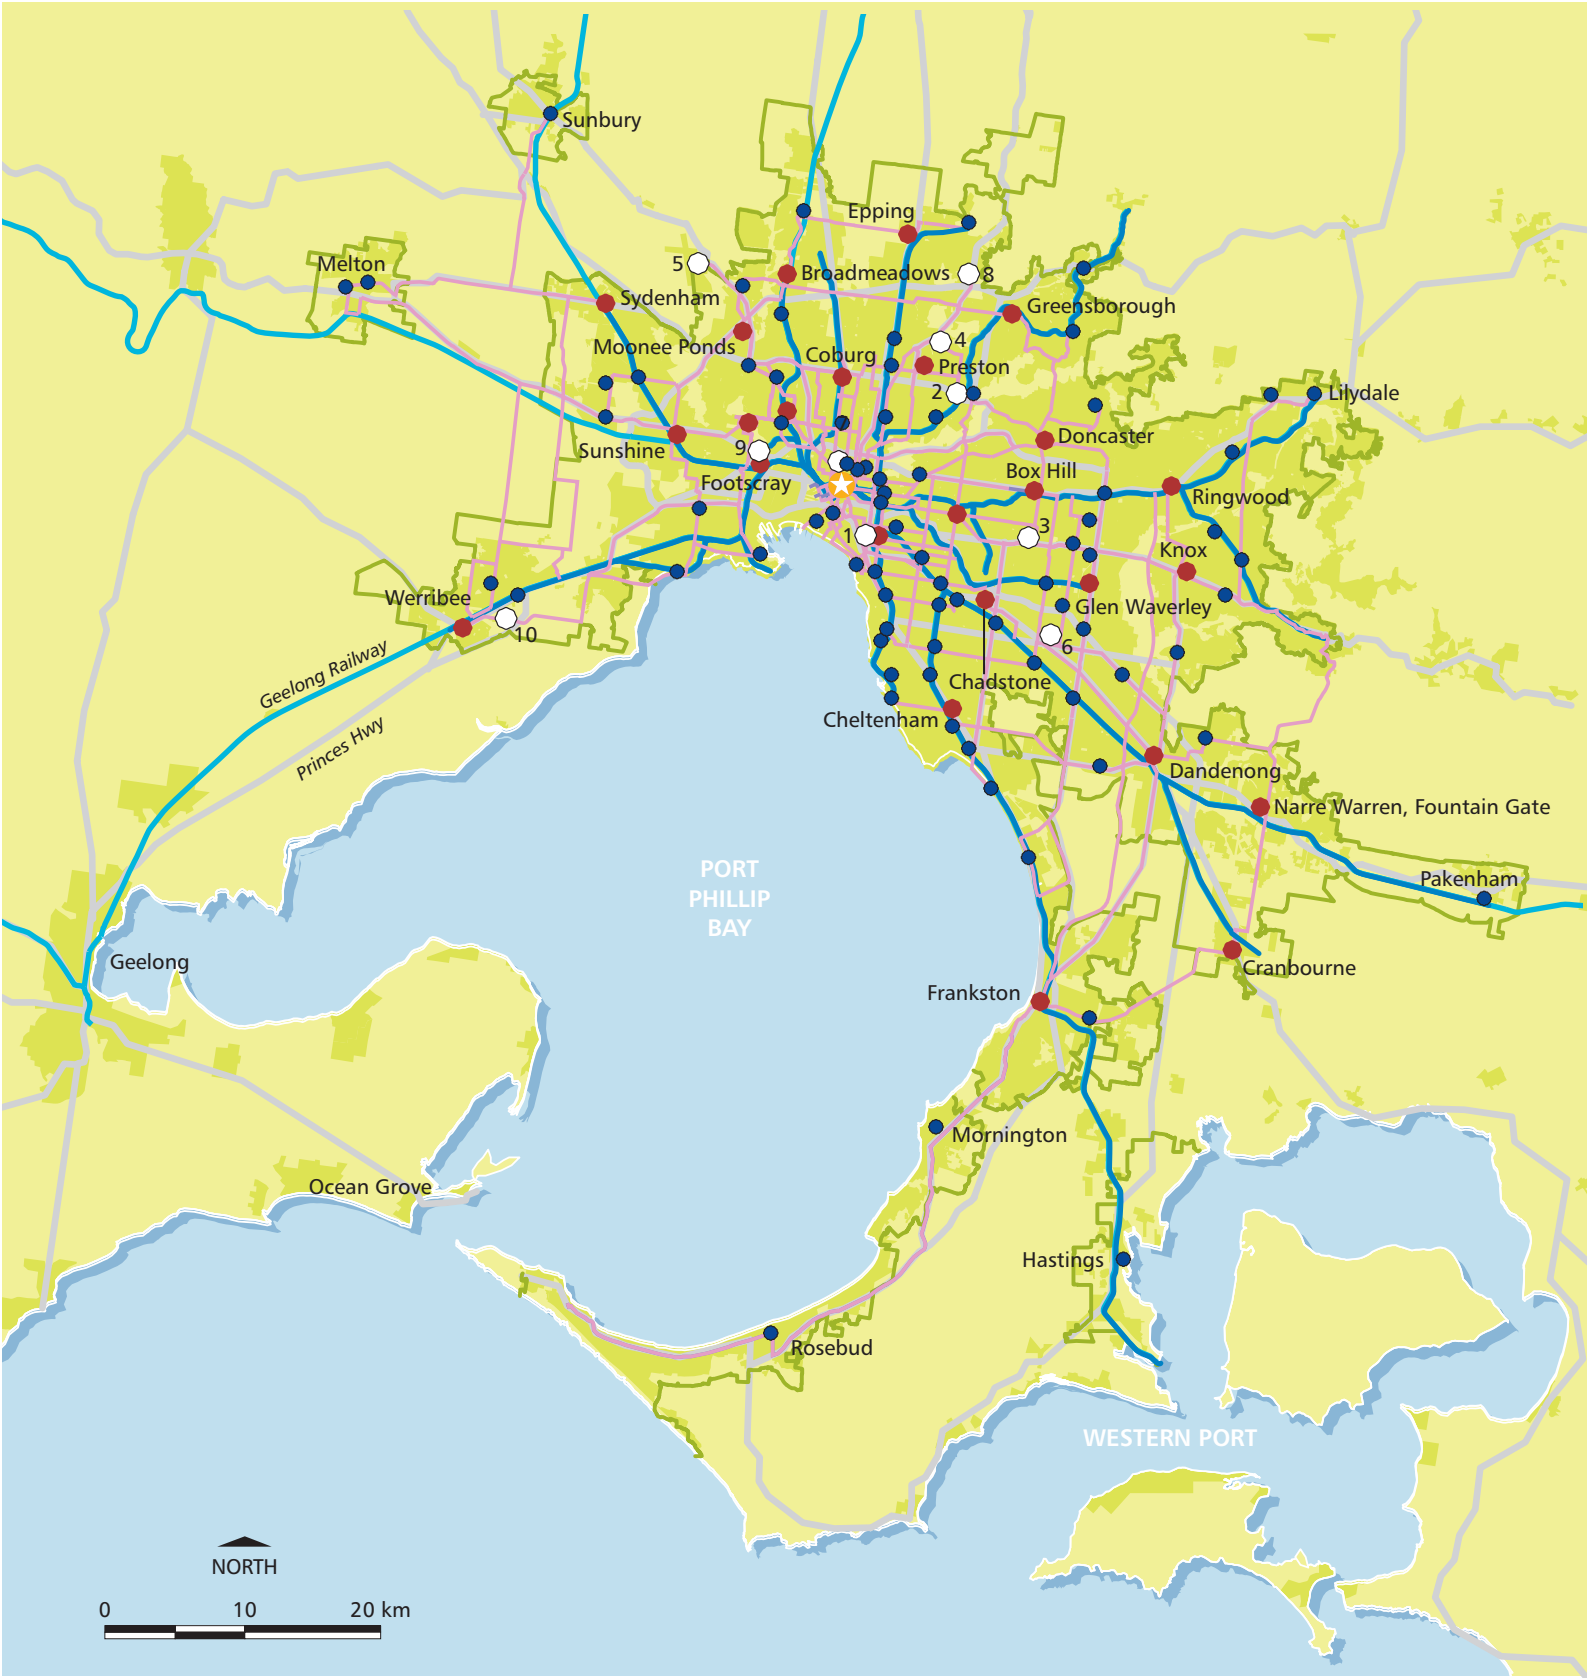 Sunbury
Epping
Melton
5
Broadmeadows
8
Sydenham
Greensborough
Moonee Ponds
4
Coburg
Preston
2
Lilydale
Doncaster
9
Sunshine
Box Hill
Footscray
Ringwood
1
3
Knox
Werribee
Glen Waverley
10
6
Geelong Railway
Chadstone
Princes Hwy
Cheltenham
Dandenong
Narre Warren, Fountain Gate
PORT
PHILLIP
BAY
Pakenham
Geelong
Cranbourne
Frankston
Mornington
Ocean Grove
Hastings
Rosebud
WESTERN PORT
NORTH
0 10 20 km